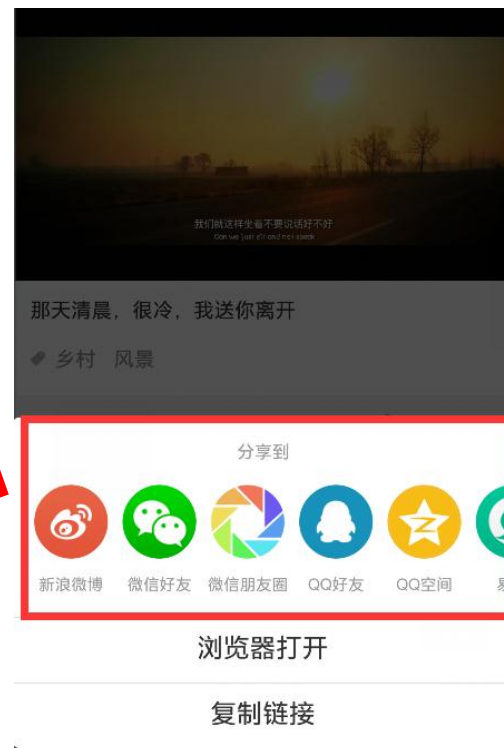 我们就这样坐着不要说话好不好
Can we just sit and not speak
那天清晨，很冷，我送你离开
乡村 风景
分享到
新浪微博 微信好友 微信朋友圈 QQ好友 QQ空间 易
浏览器打开
复制链接